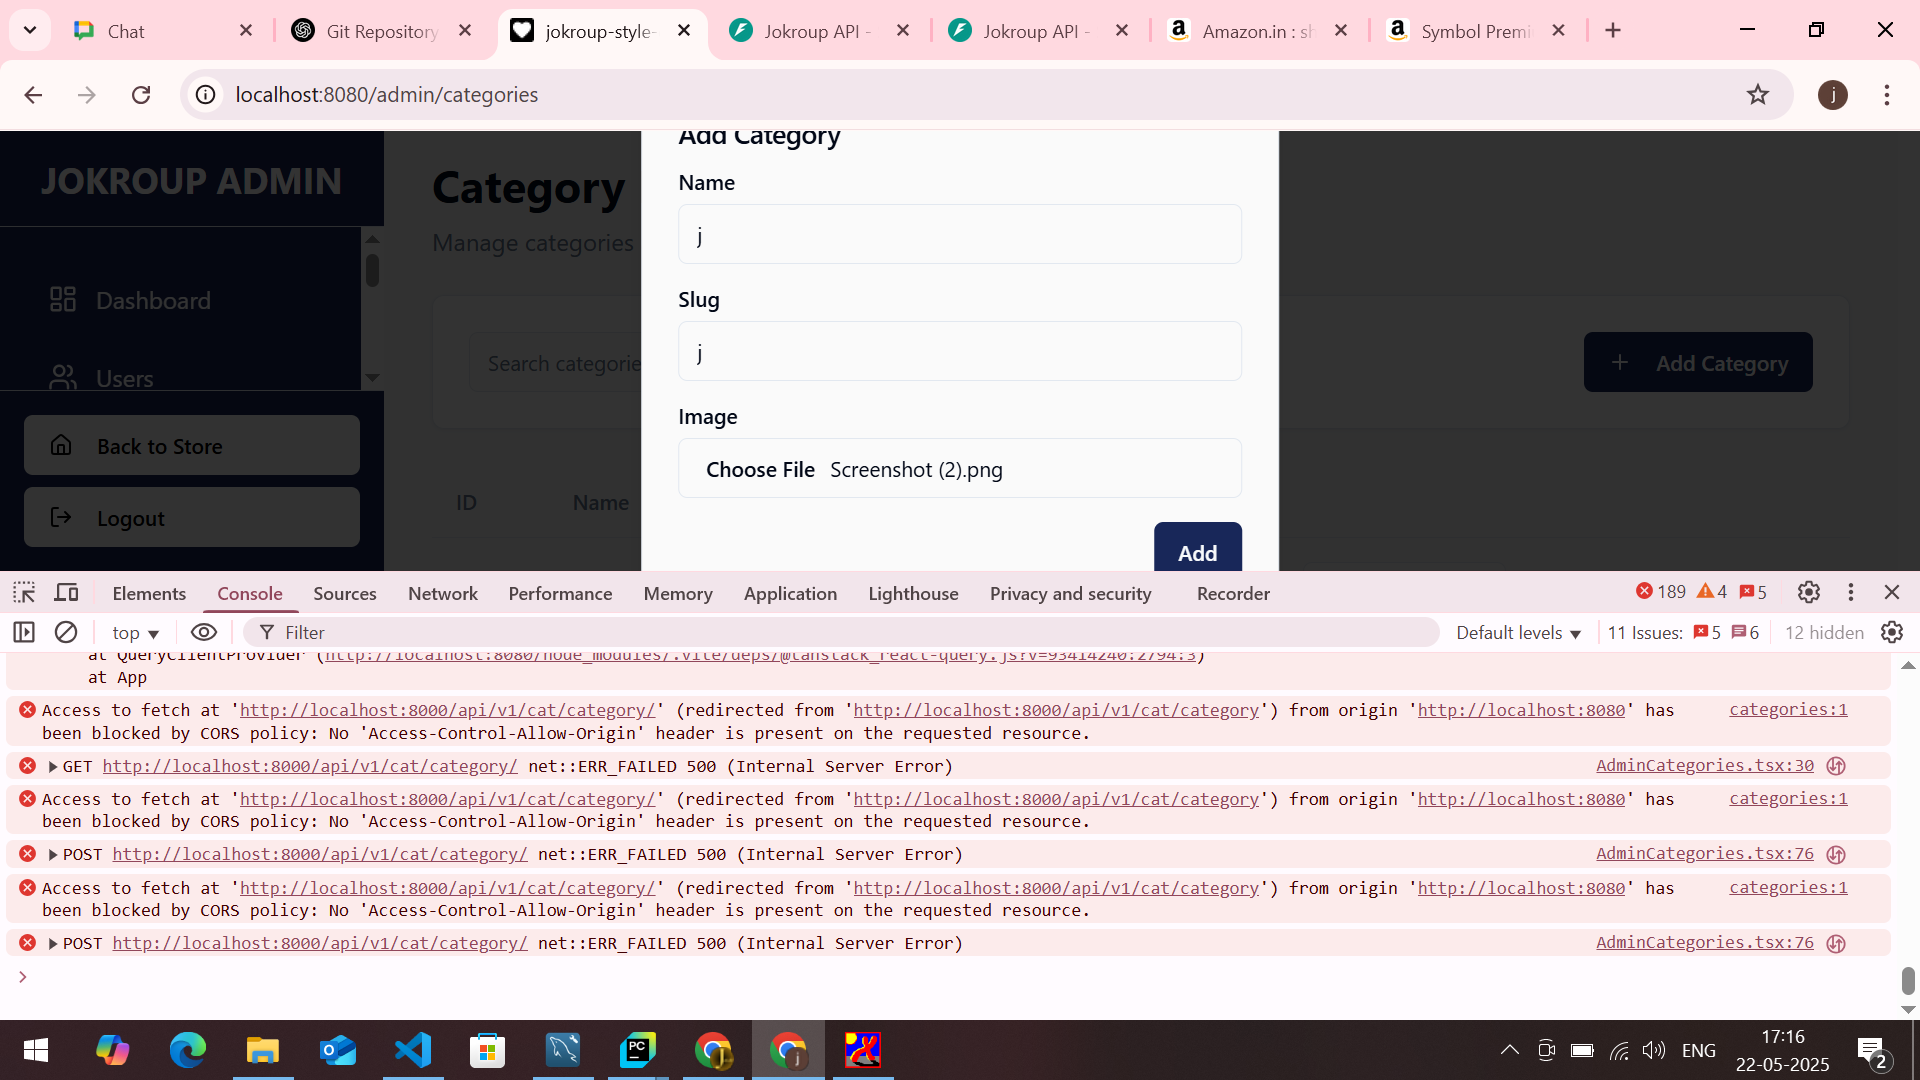 Chat
Git Repository
jokroup-style-
Jokroup API -
Jokroup API -
Amazon.in : sh
Symbol Premi
localhost:8080/admin/categories
j
JOKROUP ADMIN
Dashboard
Users
Back to Store
Logout
Category
Manage categories
Search categorie
Add Category
ID
Name
Add Category
Name
j
Slug
j
Image
Choose File Screenshot (2).png
Add
Elements Console Sources Network Performance Memory Application Lighthouse Privacy and security Recorder
189 4 5
top Filter Default levels 11 Issues: 5 6 12 hidden
at QueryClientProvider (http://localhost:8080/node_modules/.vite/deps/@tanstack_react-query.js?v=93414240:2794:3)
at App
Access to fetch at 'http://localhost:8000/api/v1/cat/category/' (redirected from 'http://localhost:8000/api/v1/cat/category') from origin 'http://localhost:8080' has categories:1
been blocked by CORS policy: No 'Access-Control-Allow-Origin' header is present on the requested resource.
GET http://localhost:8000/api/v1/cat/category/ net::ERR_FAILED 500 (Internal Server Error) AdminCategories.tsx:30
Access to fetch at 'http://localhost:8000/api/v1/cat/category/' (redirected from 'http://localhost:8000/api/v1/cat/category') from origin 'http://localhost:8080' has categories:1
been blocked by CORS policy: No 'Access-Control-Allow-Origin' header is present on the requested resource.
POST http://localhost:8000/api/v1/cat/category/ net::ERR_FAILED 500 (Internal Server Error) AdminCategories.tsx:76
Access to fetch at 'http://localhost:8000/api/v1/cat/category/' (redirected from 'http://localhost:8000/api/v1/cat/category') from origin 'http://localhost:8080' has categories:1
been blocked by CORS policy: No 'Access-Control-Allow-Origin' header is present on the requested resource.
POST http://localhost:8000/api/v1/cat/category/ net::ERR_FAILED 500 (Internal Server Error) AdminCategories.tsx:76
PC
ENG
17:16
22-05-2025
2